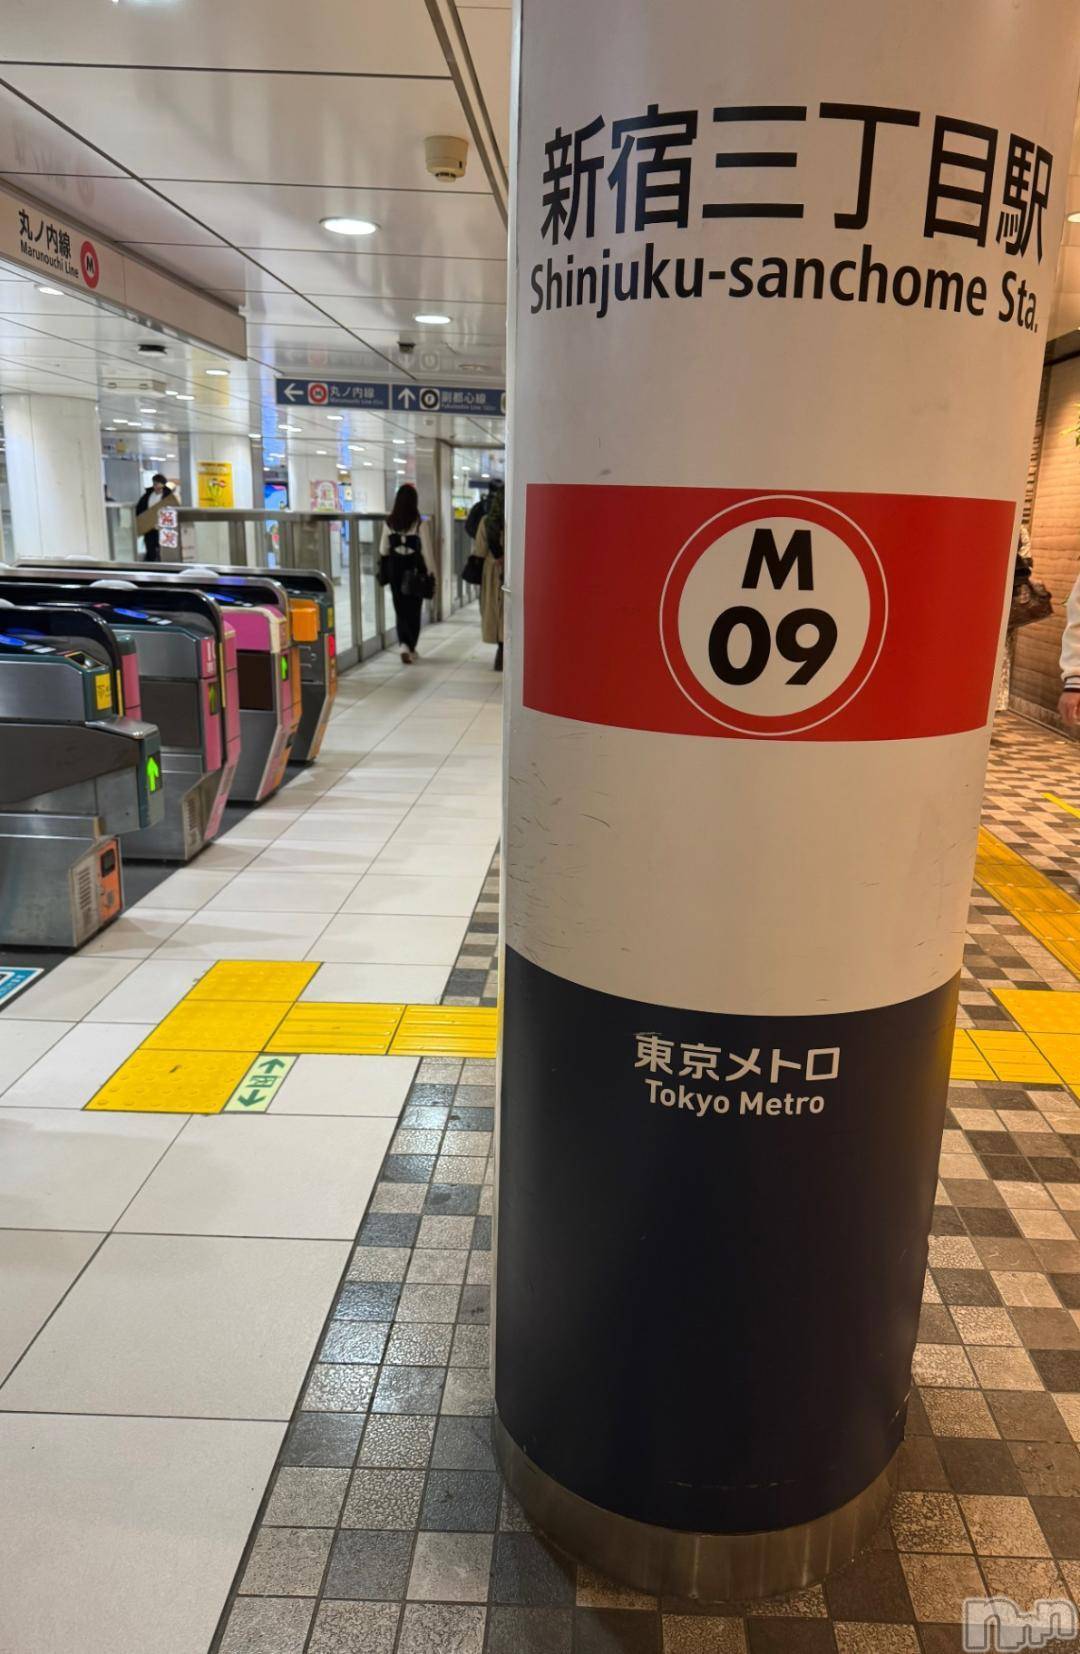 新宿三丁目駅
Shinjuku-sanchome Sta.
丸ノ内線
Marunouchi Line
M
丸ノ内線
副都心線
M
09
東京メトロ
Tokyo Metro